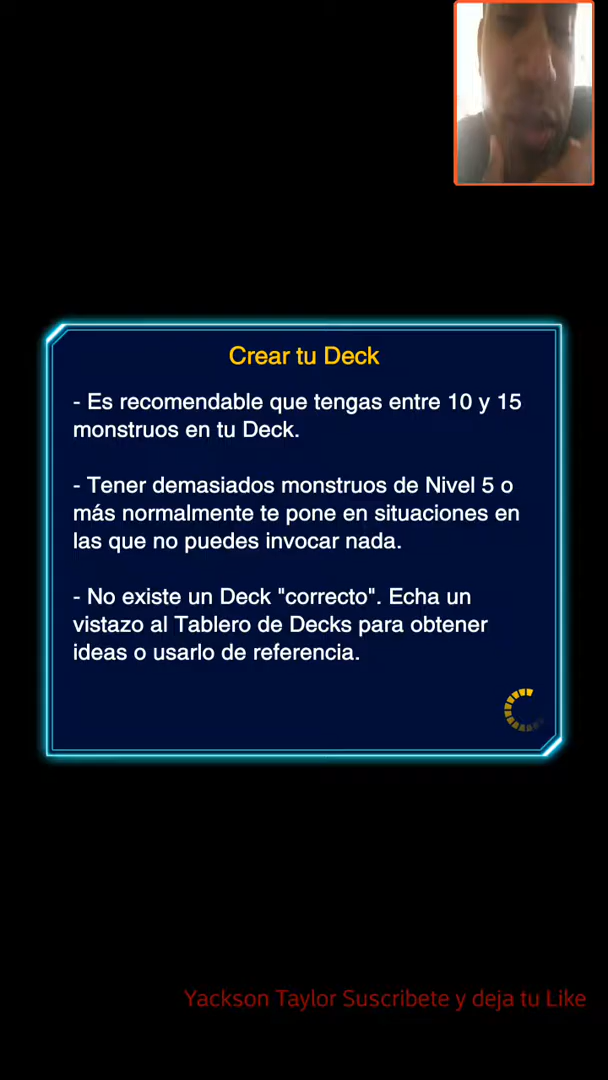 Crear tu Deck
- Es recomendable que tengas entre 10 y 15
monstruos en tu Deck.
- Tener demasiados monstruos de Nivel 5 o
más normalmente te pone en situaciones en
las que no puedes invocar nada.
- No existe un Deck "correcto". Echa un
vistazo al Tablero de Decks para obtener
ideas o usarlo de referencia.
Yackson Taylor Suscribete y deja tu Like